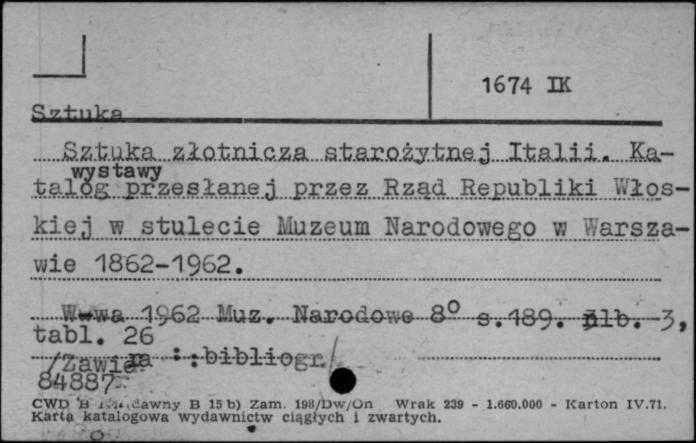 1674 IK
Sztuka
Sztuka złotnicza starożytnej Italii. Ka-
wystawy
talóg przesłanej przez Rząd Republiki Włos-
kiej w stulecie Muzeum Narodowego w Warsza-
wie 1862-1962.
W-wa 1962 Muz. Narodowe 8° s.189. nlb. 3,
tabl. 26
/Zawiera : bibliogr/
84887
CWD B dawny B 15 b) Zam. 198/Dw/On Wrak 239 - 1.660.000 - Karton IV.71.
Karta katalogowa wydawnictw ciągłych i zwartych.